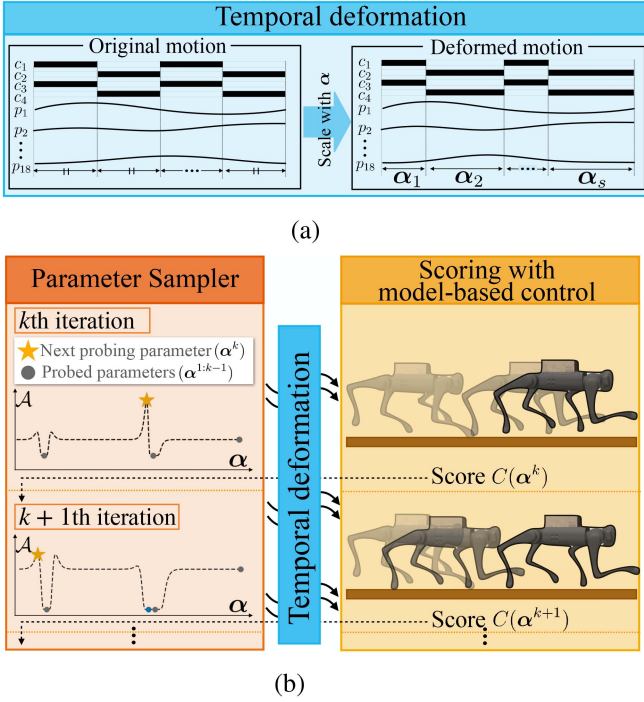 Temporal deformation
Original motion
c₁
c₂
c₃
c₄
p₁
p₂
⋮
p₁₈
Scale with α
Deformed motion
c₁
c₂
c₃
c₄
p₁
p₂
⋮
p₁₈
α₁ α₂ ···· αₛ
(a)
Parameter Sampler
kth iteration
Next probing parameter (αᵏ)
Probed parameters (α¹:ᵏ⁻¹)
𝒜
α
k + 1th iteration
𝒜
α
⋮
Temporal deformation
Scoring with
model-based control
Score C(αᵏ)
Score C(αᵏ⁺¹)
⋮
(b)